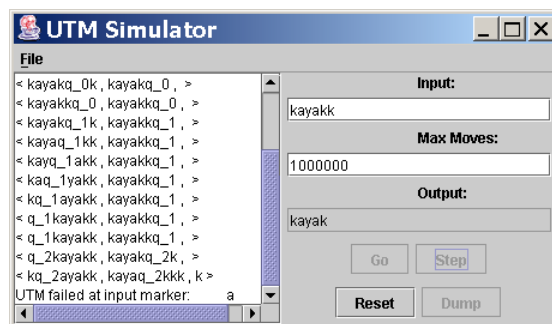 UTM Simulator
File
< kayakq_0k , kayakq_0 , >
< kayakkq_0 , kayakkq_0 , >
< kayakq_1k , kayakkq_1 , >
< kayaq_1kk , kayakkq_1 , >
< kayq_1akk , kayakkq_1 , >
< kaq_1yakk , kayakkq_1 , >
< kq_1ayakk , kayakkq_1 , >
< q_1kayakk , kayakkq_1 , >
< q_1kayakk , kayakkq_1 , >
< q_2kayakk , kayakq_2k , >
< kq_2ayakk , kayaq_2kkk , k >
UTM failed at input marker: a
Input:
kayakk
Max Moves:
1000000
Output:
kayak
Go Step
Reset Dump